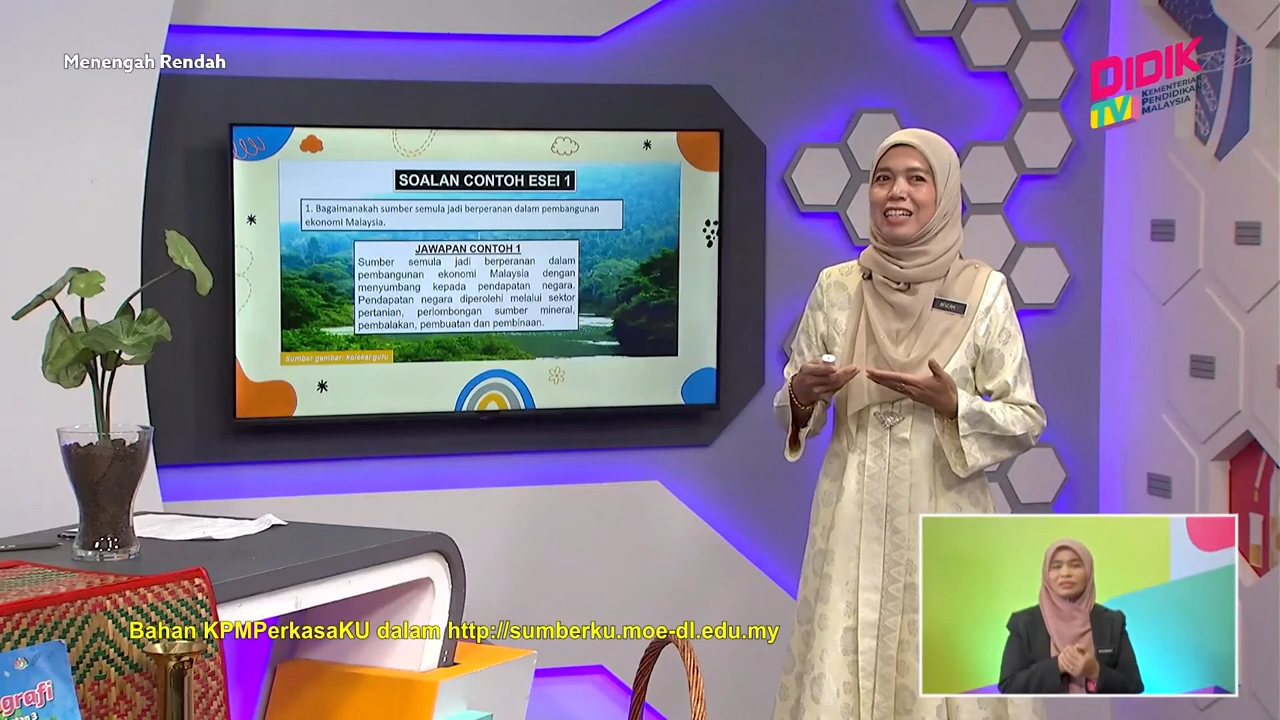 Menengah Rendah
DIDIK
TV
KEMENTERIAN
PENDIDIKAN
MALAYSIA
SOALAN CONTOH ESEI 1
1. Bagaimanakah sumber semula jadi berperanan dalam pembangunan
ekonomi Malaysia.
JAWAPAN CONTOH 1
Sumber semula jadi berperanan dalam
pembangunan ekonomi Malaysia dengan
menyumbang kepada pendapatan negara.
Pendapatan negara diperolehi melalui sektor
pertanian, perlombongan sumber mineral,
pembalakan, pembuatan dan pembinaan.
Sumber gambar: koleksi guru
Bahan KPMPerkasaKU dalam http://sumberku.moe-dl.edu.my
grafi